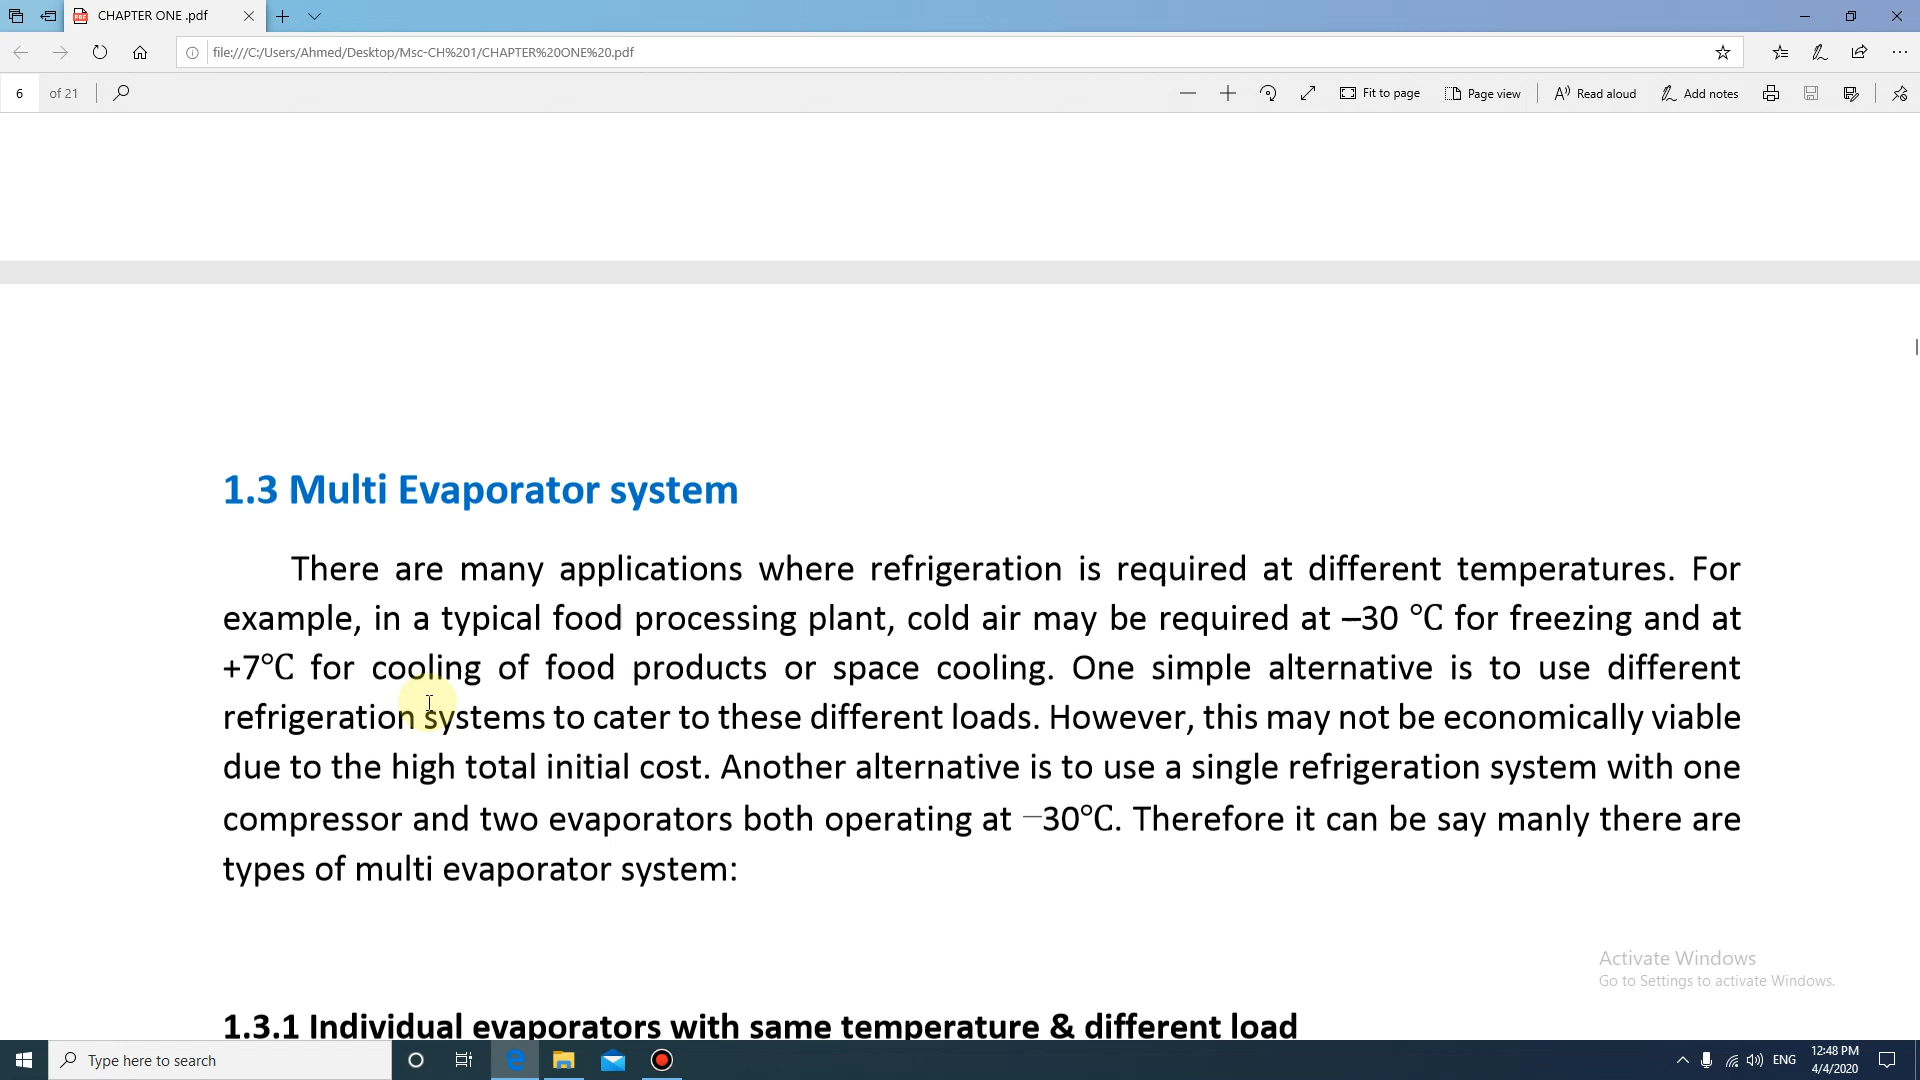 CHAPTER ONE .pdf
file:///C:/Users/Ahmed/Desktop/Msc-CH%201/CHAPTER%20ONE%20.pdf
6 of 21 Fit to page Page view Read aloud Add notes
1.3 Multi Evaporator system
There are many applications where refrigeration is required at different temperatures. For
example, in a typical food processing plant, cold air may be required at –30 ℃ for freezing and at
+7℃ for cooling of food products or space cooling. One simple alternative is to use different
refrigeration systems to cater to these different loads. However, this may not be economically viable
due to the high total initial cost. Another alternative is to use a single refrigeration system with one
compressor and two evaporators both operating at −30℃. Therefore it can be say manly there are
types of multi evaporator system:
Activate Windows
Go to Settings to activate Windows.
1.3.1 Individual evaporators with same temperature & different load
Type here to search
ENG
12:48 PM
4/4/2020